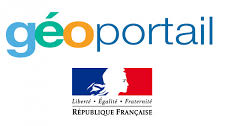 géoportail
Liberté • Égalité • Fraternité
RÉPUBLIQUE FRANÇAISE